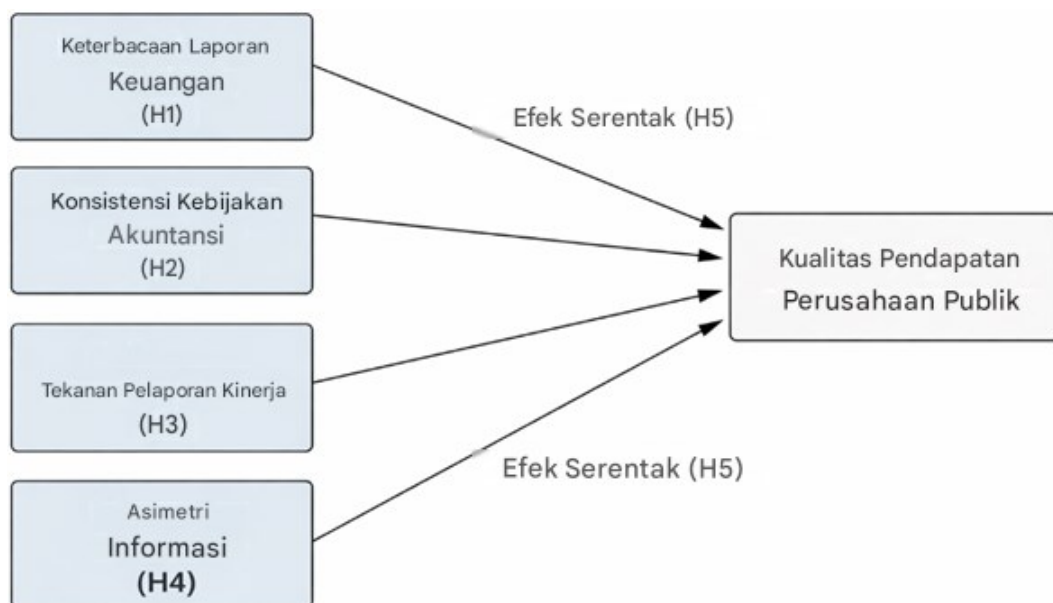 Keterbacaan Laporan
Keuangan
(H1)
Efek Serentak (H5)
Konsistensi Kebijakan
Akuntansi
(H2)
Kualitas Pendapatan
Perusahaan Publik
Tekanan Pelaporan Kinerja
(H3)
Efek Serentak (H5)
Asimetri
Informasi
(H4)